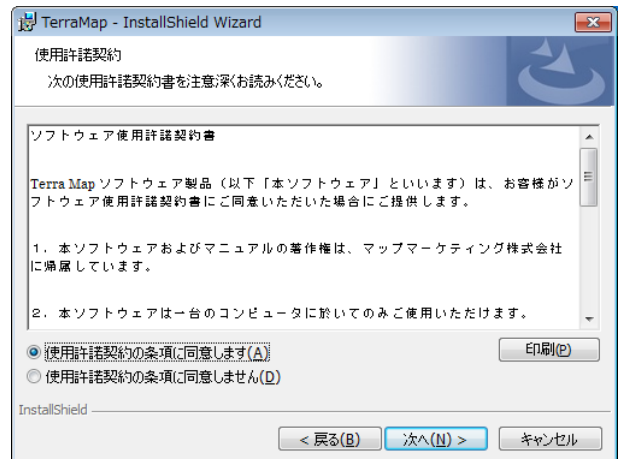 TerraMap - InstallShield Wizard
使用許諾契約
次の使用許諾契約書を注意深くお読みください。
ソフトウェア使用許諾契約書
Terra Map ソフトウェア製品（以下「本ソフトウェア」といいます）は、お客様がソ
フトウェア使用許諾契約書にご同意いただいた場合にご提供します。
1．本ソフトウェアおよびマニュアルの著作権は、マップマーケティング株式会社
に帰属しています。
2．本ソフトウェアは一台のコンピュータに於いてのみご使用いただけます。
使用許諾契約の条項に同意します(A)
印刷(P)
使用許諾契約の条項に同意しません(D)
InstallShield
< 戻る(B)
次へ(N) >
キャンセル